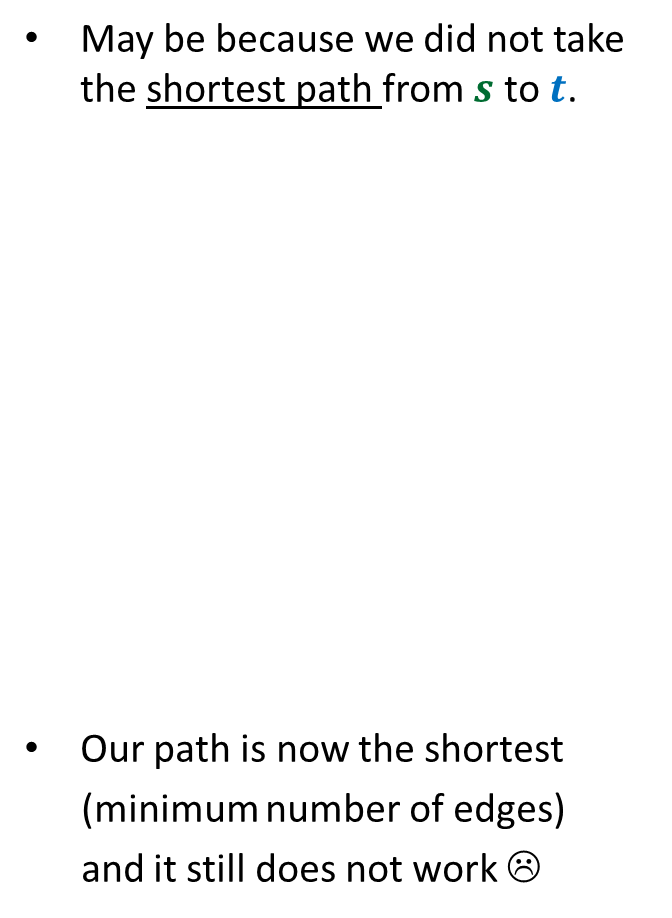 • May be because we did not take
the shortest path from s to t.
• Our path is now the shortest
(minimum number of edges)
and it still does not work ☹